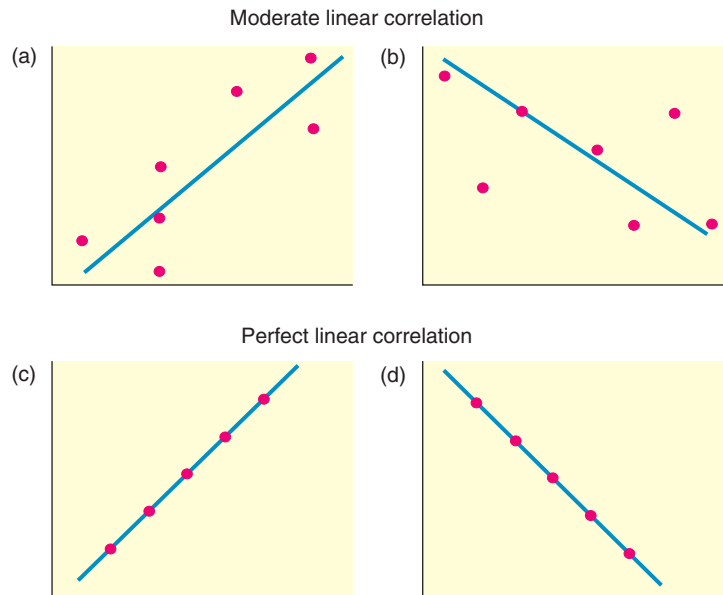 Moderate linear correlation
(a)
(b)
Perfect linear correlation
(c)
(d)